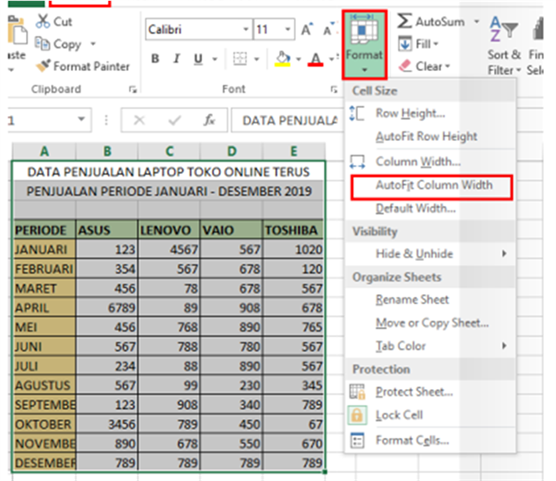 Cut
Calibri 11 A A
AutoSum
Copy
Format
Fill
aste
Format Painter
B I U A
Clear
Sort &
Filter
Clipboard
Font
1
fx
DATA PENJUALA
Cell Size
Row Height...
AutoFit Row Height
Column Width...
AutoFit Column Width
Default Width...
Visibility
Hide & Unhide
Organize Sheets
Rename Sheet
Move or Copy Sheet...
Tab Color
Protection
Protect Sheet...
Lock Cell
Format Cells...
A B C D E
DATA PENJUALAN LAPTOP TOKO ONLINE TERUS
PENJUALAN PERIODE JANUARI - DESEMBER 2019
PERIODE ASUS LENOVO VAIO TOSHIBA
JANUARI 123 4567 567 1020
FEBRUARI 354 567 678 120
MARET 456 78 678 567
APRIL 6789 89 908 678
MEI 456 768 890 765
JUNI 567 788 780 567
JULI 234 88 890 567
AGUSTUS 567 99 230 345
SEPTEMBE 123 908 340 789
OKTOBER 3456 789 450 67
NOVEMBE 890 678 550 670
DESEMBER 789 789 789 789